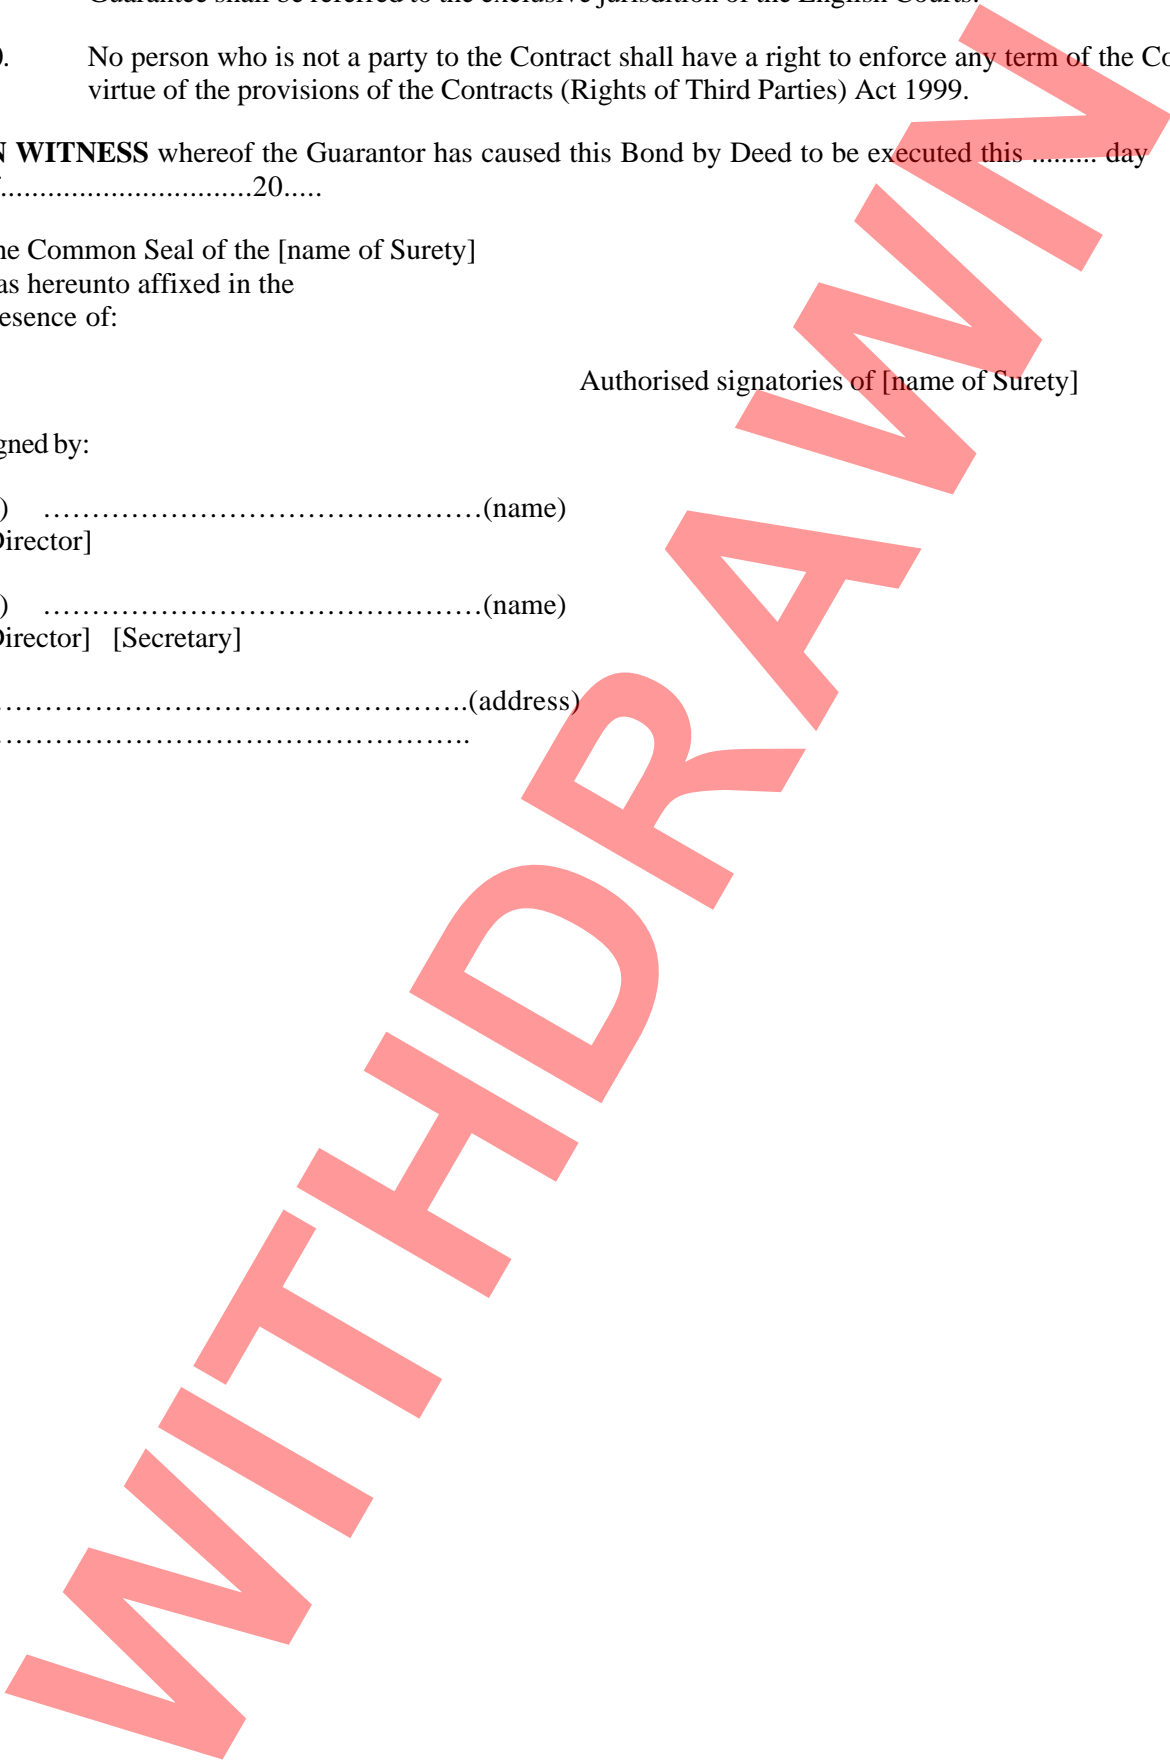 Guarantee shall be referred to the exclusive jurisdiction of the English Courts.
0. No person who is not a party to the Contract shall have a right to enforce any term of the Co
virtue of the provisions of the Contracts (Rights of Third Parties) Act 1999.
N WITNESS whereof the Guarantor has caused this Bond by Deed to be executed this ......... day
................................20.....
he Common Seal of the [name of Surety]
as hereunto affixed in the
esence of:
Authorised signatories of [name of Surety]
gned by:
) ………………………………………(name)
Director]
) ………………………………………(name)
Director] [Secretary]
…………………………………………..(address)
…………………………………………..
WITHDRAWN